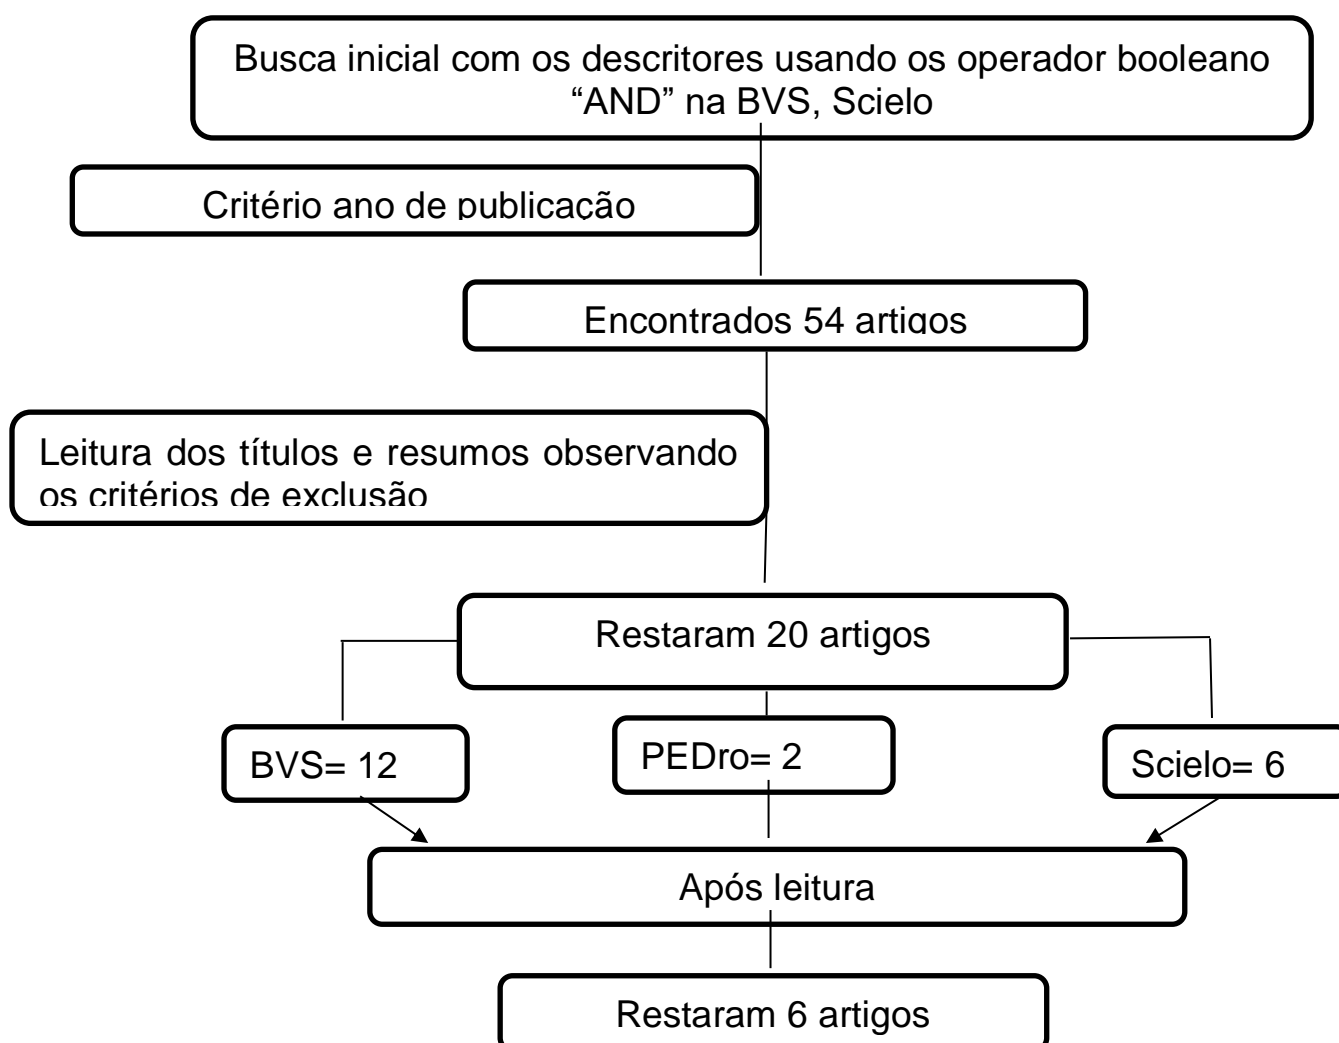 Busca inicial com os descritores usando os operador booleano
“AND” na BVS, Scielo
Critério ano de publicação
Encontrados 54 artigos
Leitura dos títulos e resumos observando
os critérios de exclusão
Restaram 20 artigos
BVS= 12
PEDro= 2
Scielo= 6
Após leitura
Restaram 6 artigos